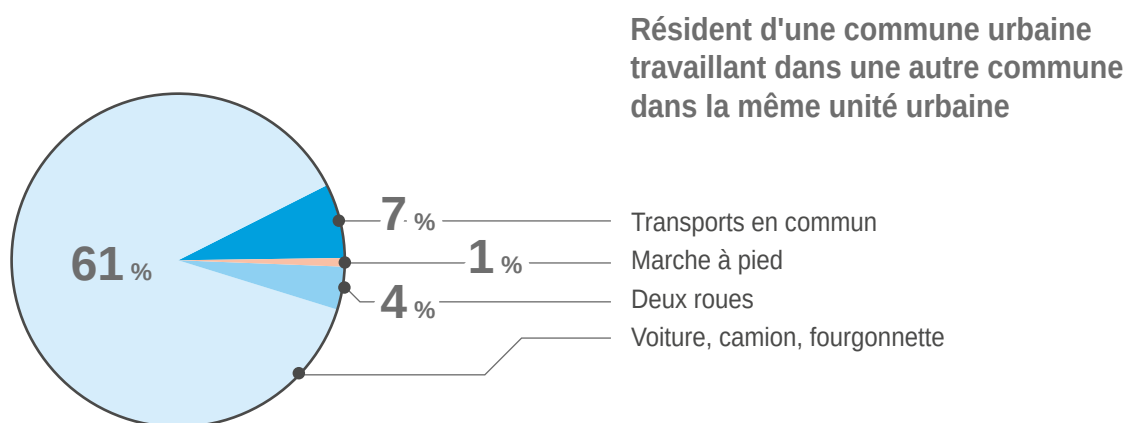 Résident d'une commune urbaine
travaillant dans une autre commune
dans la même unité urbaine
7 %
Transports en commun
1 %
Marche à pied
4 %
Deux roues
61 %
Voiture, camion, fourgonnette